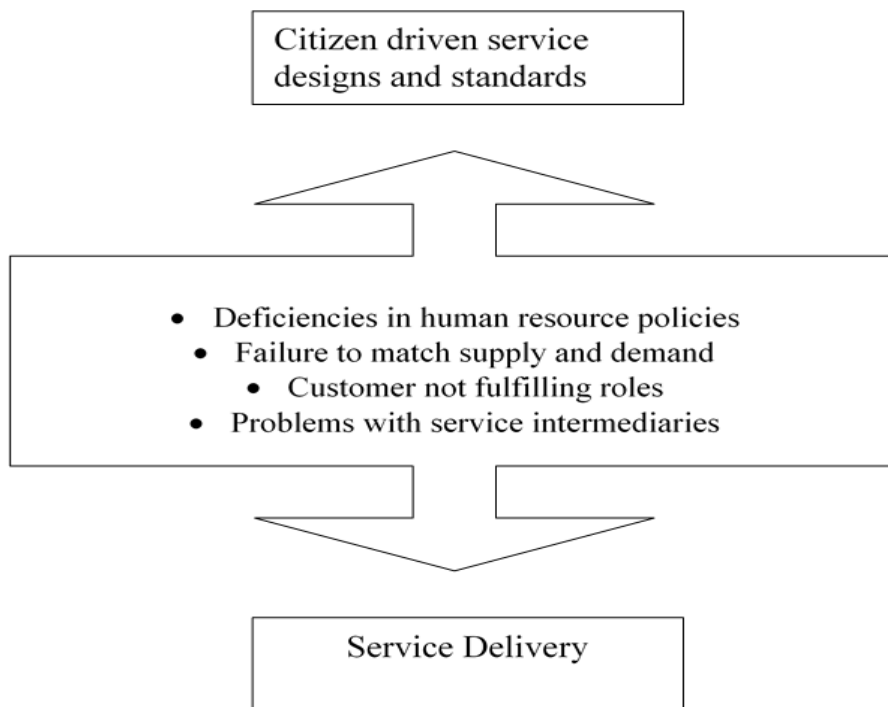 Citizen driven service
designs and standards
• Deficiencies in human resource policies
• Failure to match supply and demand
• Customer not fulfilling roles
• Problems with service intermediaries
Service Delivery